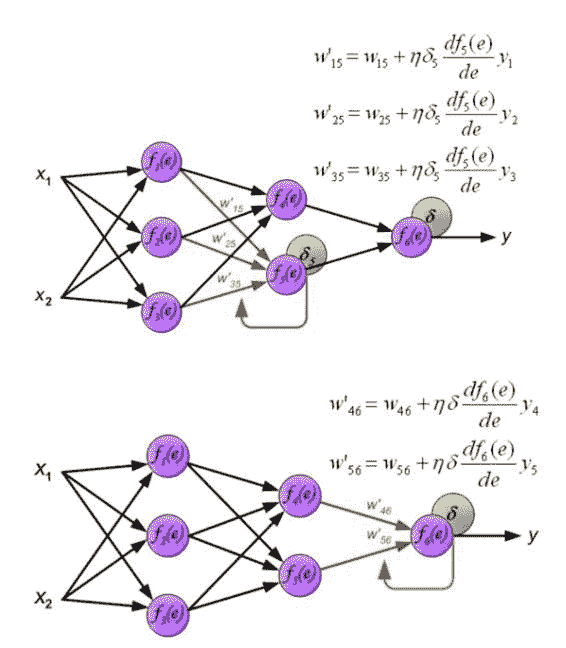 w'₁₅ = w₁₅ + ηδ₅ df₅(e)/de y₁
w'₂₅ = w₂₅ + ηδ₅ df₅(e)/de y₂
w'₃₅ = w₃₅ + ηδ₅ df₅(e)/de y₃
x₁
f₁(e)
w'₁₅
f₄(e)
δ
f₂(e)
w'₂₅
f₆(e)
y
δ₅
w'₃₅
f₅(e)
x₂
f₃(e)
w'₄₆ = w₄₆ + ηδ df₆(e)/de y₄
w'₅₆ = w₅₆ + ηδ df₆(e)/de y₅
x₁
f₁(e)
f₄(e)
w'₄₆
δ
f₂(e)
w'₅₆
f₆(e)
y
f₅(e)
x₂
f₃(e)